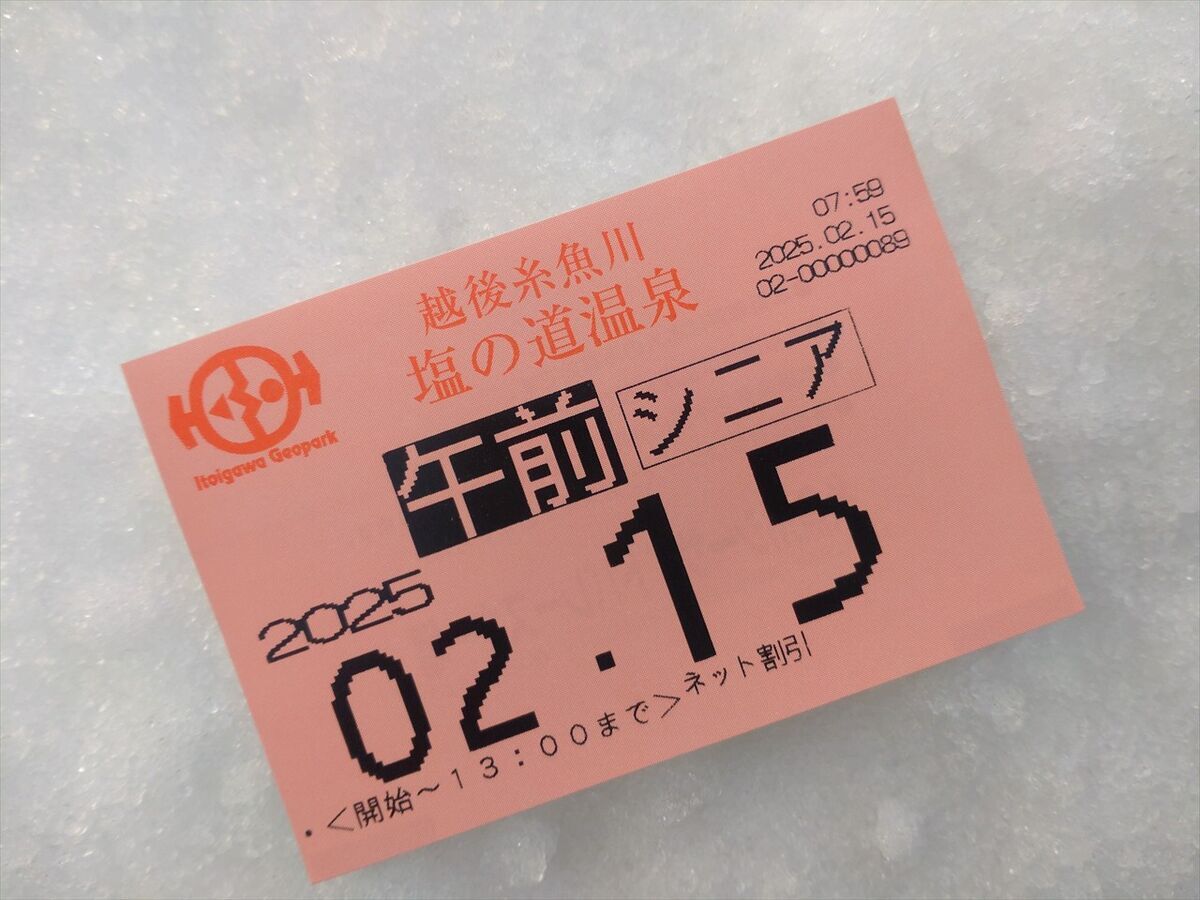 07:59
2025.02.15
02-00000089
越後糸魚川
塩の道温泉
Itoigawa Geopark
午前 シニア
2025
02.15
・<開始~13:00まで>ネット割引